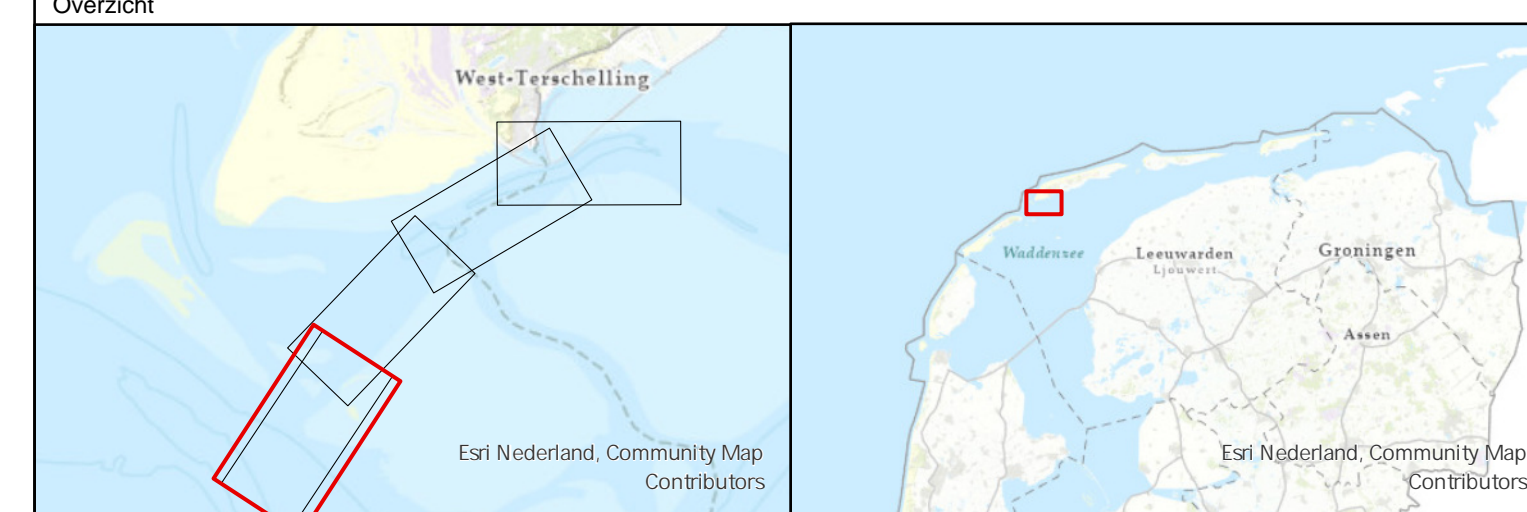 Overzicht
West-Terschelling
Esri Nederland, Community Map
Contributors
Waddenzee
Leeuwarden
Ljouwert
Groningen
Assen
Esri Nederland, Community Map
Contributors